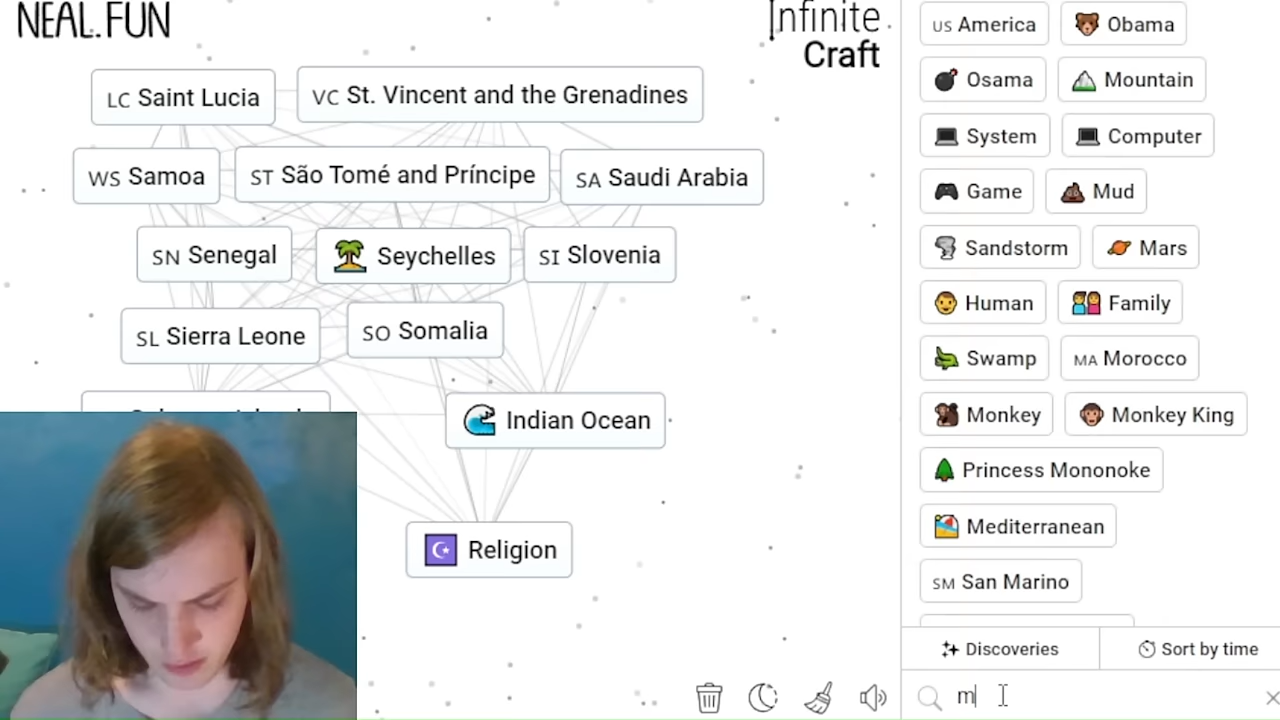 NEAL.FUN
Infinite
Craft
LC Saint Lucia
VC St. Vincent and the Grenadines
WS Samoa
ST São Tomé and Príncipe
SA Saudi Arabia
SN Senegal
Seychelles
SI Slovenia
SL Sierra Leone
SO Somalia
Indian Ocean
Religion
US America
Obama
Osama
Mountain
System
Computer
Game
Mud
Sandstorm
Mars
Human
Family
Swamp
MA Morocco
Monkey
Monkey King
Princess Mononoke
Mediterranean
SM San Marino
Discoveries
Sort by time
m